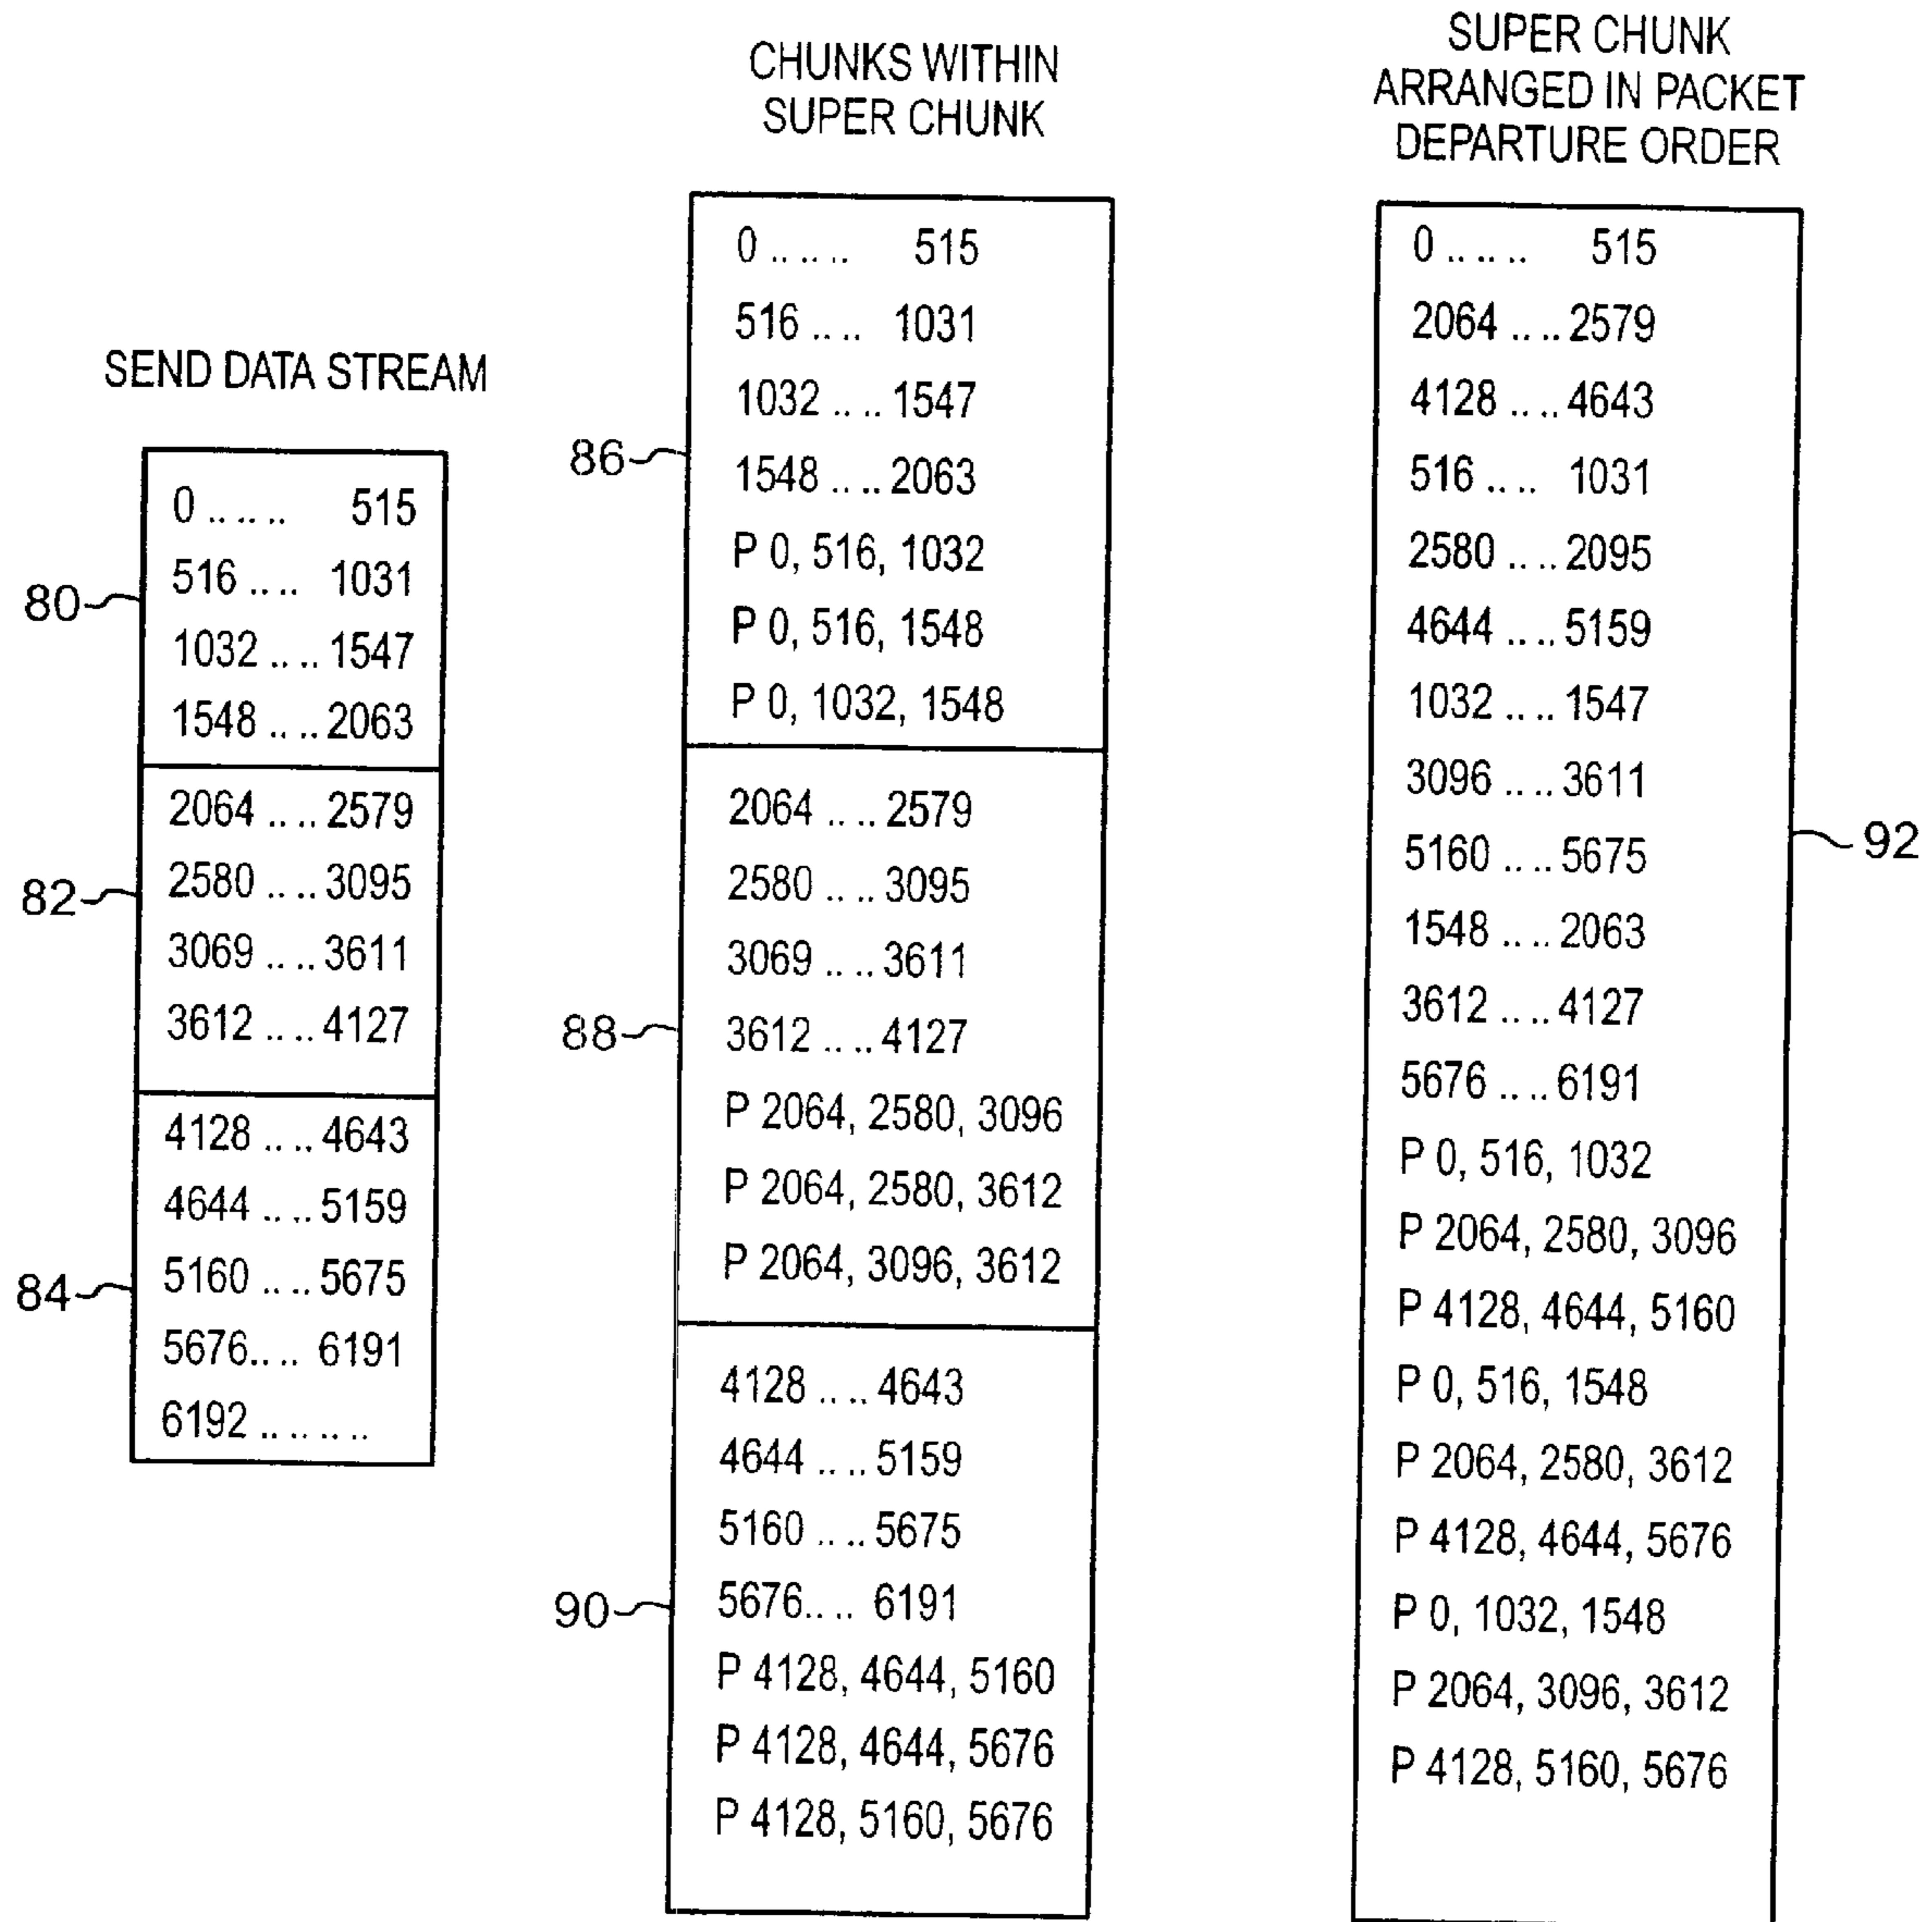 SEND DATA STREAM
80
0 .. .. .. 515
516 .. .. 1031
1032 .. .. 1547
1548 .. .. 2063
82
2064 .. .. 2579
2580 .. .. 3095
3069 .. .. 3611
3612 .. .. 4127
84
4128 .. .. 4643
4644 .. .. 5159
5160 .. .. 5675
5676.. .. 6191
6192 .. .. .. ..
CHUNKS WITHIN
SUPER CHUNK
86
0 .. .. .. 515
516 .. .. 1031
1032 .. .. 1547
1548 .. .. 2063
P 0, 516, 1032
P 0, 516, 1548
P 0, 1032, 1548
88
2064 .. .. 2579
2580 .. .. 3095
3069 .. .. 3611
3612 .. .. 4127
P 2064, 2580, 3096
P 2064, 2580, 3612
P 2064, 3096, 3612
90
4128 .. .. 4643
4644 .. .. 5159
5160 .. .. 5675
5676.. .. 6191
P 4128, 4644, 5160
P 4128, 4644, 5676
P 4128, 5160, 5676
SUPER CHUNK
ARRANGED IN PACKET
DEPARTURE ORDER
92
0 .. .. .. 515
2064 .. .. 2579
4128 .. .. 4643
516 .. .. 1031
2580 .. .. 2095
4644 .. .. 5159
1032 .. .. 1547
3096 .. .. 3611
5160 .. .. 5675
1548 .. .. 2063
3612 .. .. 4127
5676 .. .. 6191
P 0, 516, 1032
P 2064, 2580, 3096
P 4128, 4644, 5160
P 0, 516, 1548
P 2064, 2580, 3612
P 4128, 4644, 5676
P 0, 1032, 1548
P 2064, 3096, 3612
P 4128, 5160, 5676